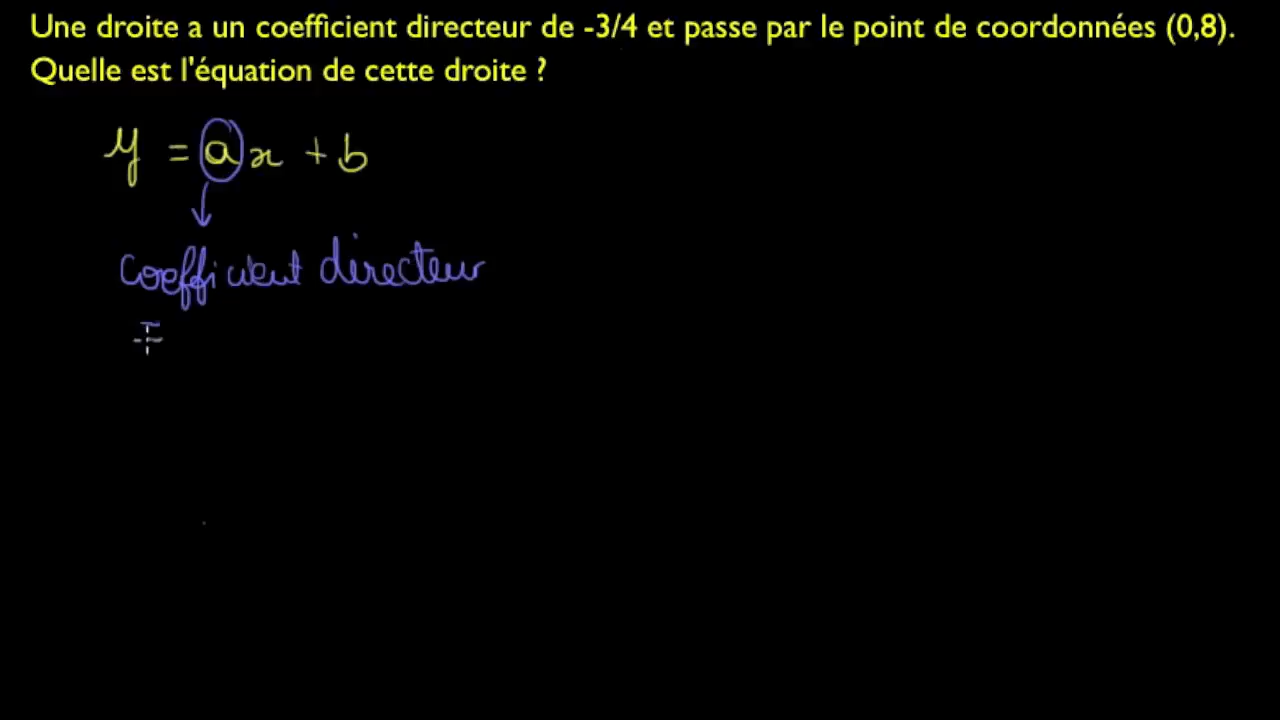 Une droite a un coefficient directeur de -3/4 et passe par le point de coordonnées (0,8).
Quelle est l'équation de cette droite ?
y = ax + b
coefficient directeur